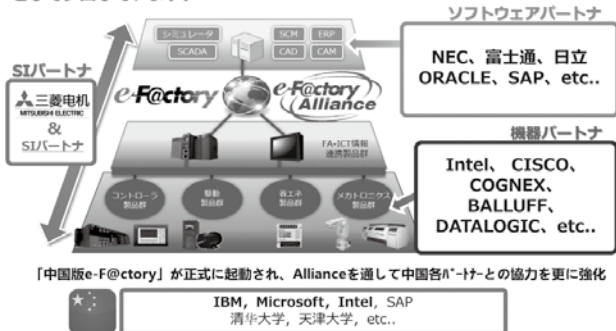 ソフトウェアパートナ
シミュレータ
SCM
ERP
SCADA
CAD
CAM
NEC、富士通、日立
ORACLE、SAP、etc..
SIパートナ
三菱电机
MITSUBISHI ELECTRIC
&
SIパートナ
e-F@ctory
e-F@ctory
Alliance
機器パートナ
FA-ICT情報
連携製品群
Intel、 CISCO、
COGNEX、
BALLUFF、
DATALOGIC、etc..
コントローラ
製品群
駆動
製品群
省エネ
製品群
メカトロニクス
製品群
「中国版e-F@ctory」が正式に起動され、Allianceを通して中国各パートナーとの協力を更に強化
IBM，Microsoft，Intel，SAP
清华大学，天津大学，etc..